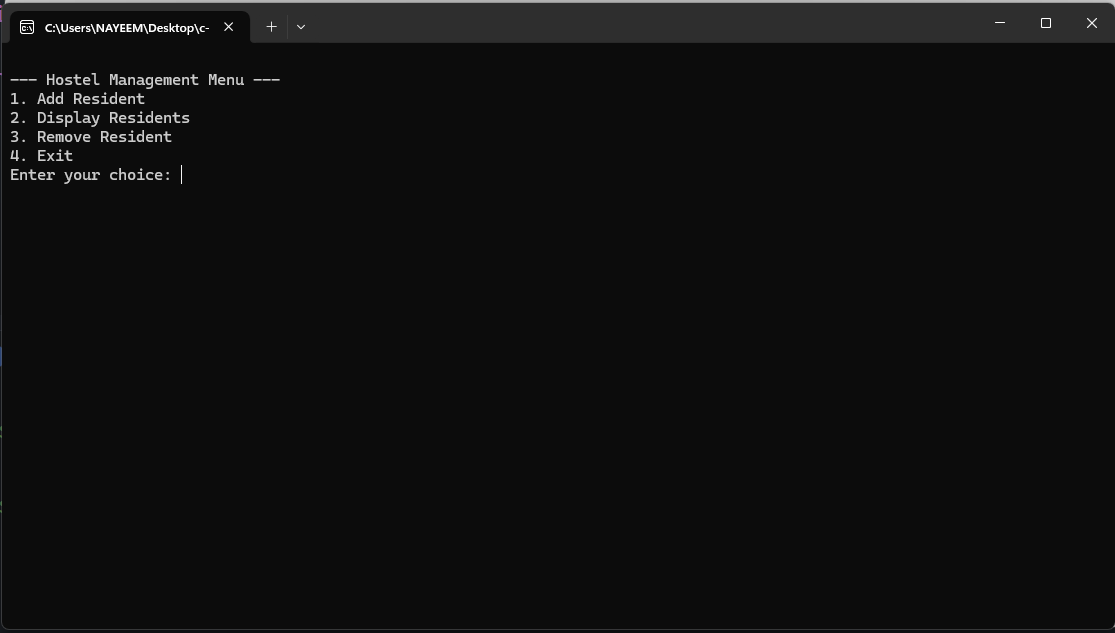 C:\Users\NAYEEM\Desktop\c-
--- Hostel Management Menu ---
1. Add Resident
2. Display Residents
3. Remove Resident
4. Exit
Enter your choice: